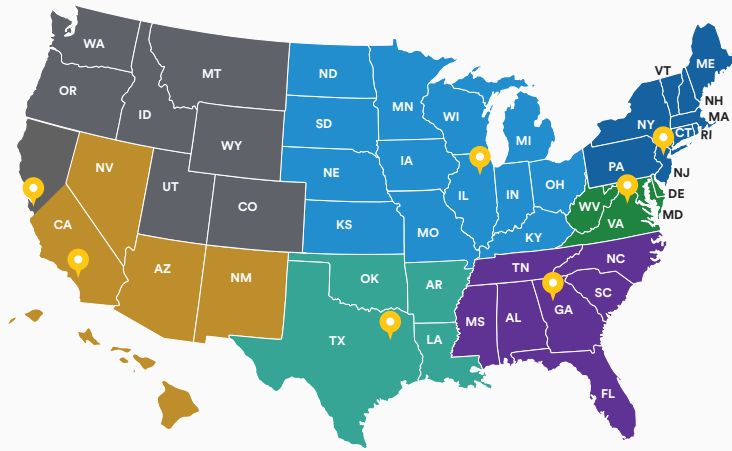 WA
ME
VT
MT
ND
OR
MN
NH
ID
WI
MA
SD
NY
CT
RI
MI
WY
IA
NV
NE
PA
NJ
UT
OH
DE
IL
IN
CO
WV
MD
CA
KS
VA
MO
KY
NC
AZ
TN
NM
OK
AR
SC
GA
MS
AL
TX
LA
FL